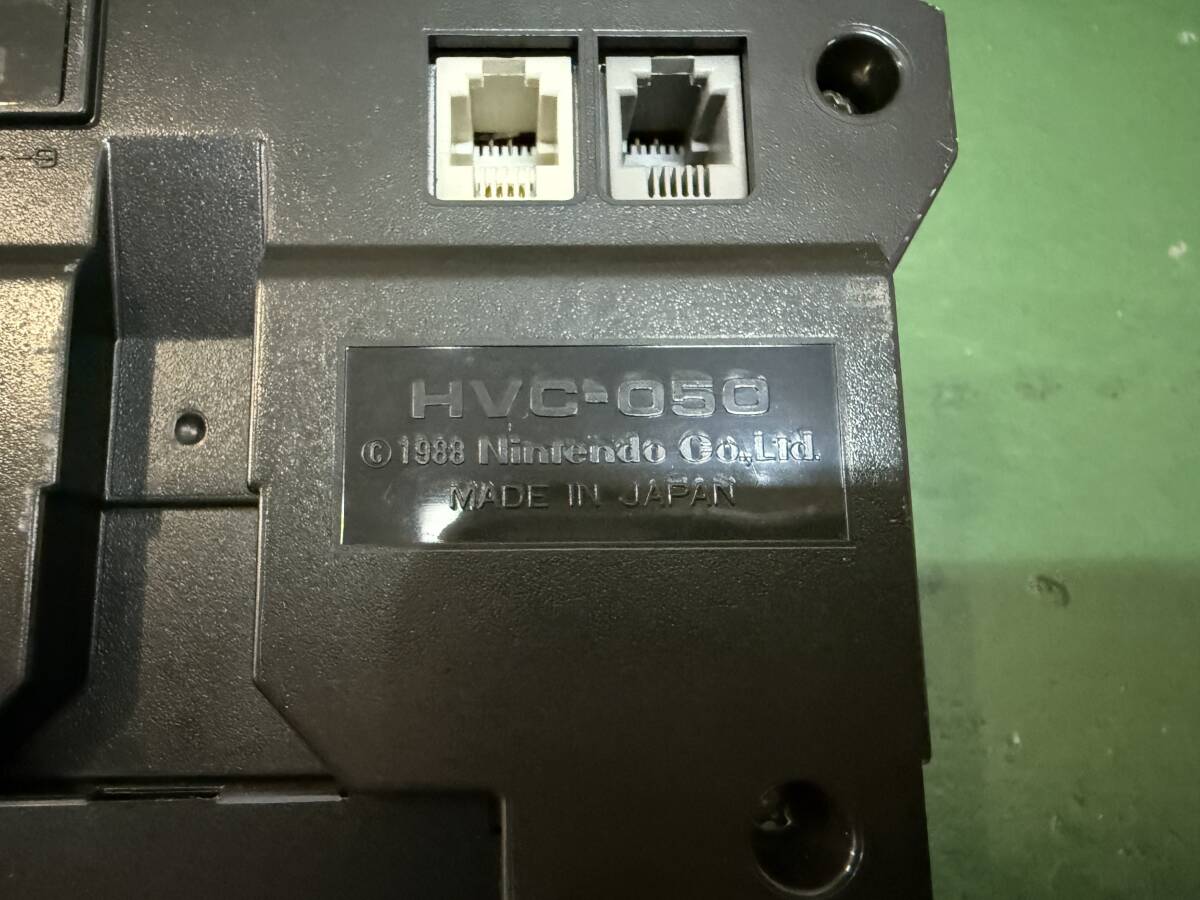 HVC-050
© 1988 Nintendo Co., Ltd.
MADE IN JAPAN